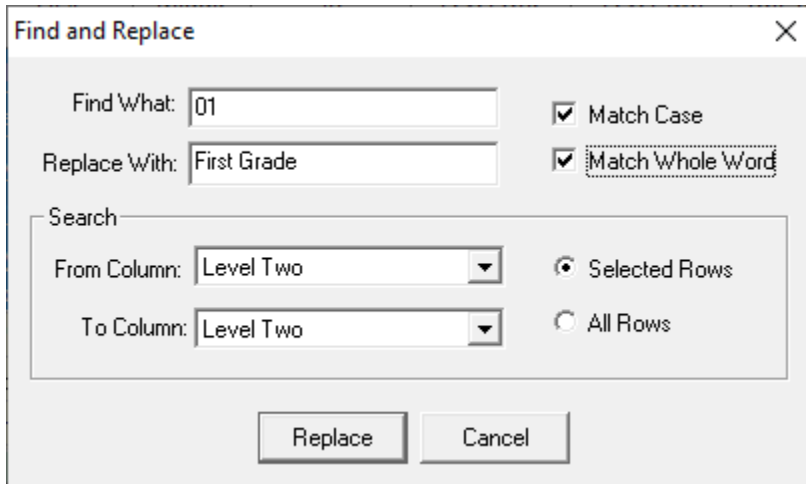 Find and Replace
Find What: 01
Match Case
Replace With: First Grade
Match Whole Word
Search
From Column: Level Two
Selected Rows
To Column: Level Two
All Rows
Replace Cancel